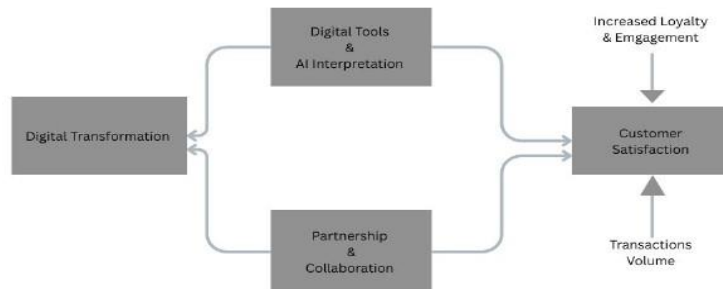 Digital Tools
&
AI Interpretation
Increased Loyalty
& Emgagement
Digital Transformation
Customer
Satisfaction
Partnership
&
Collaboration
Transactions
Volume